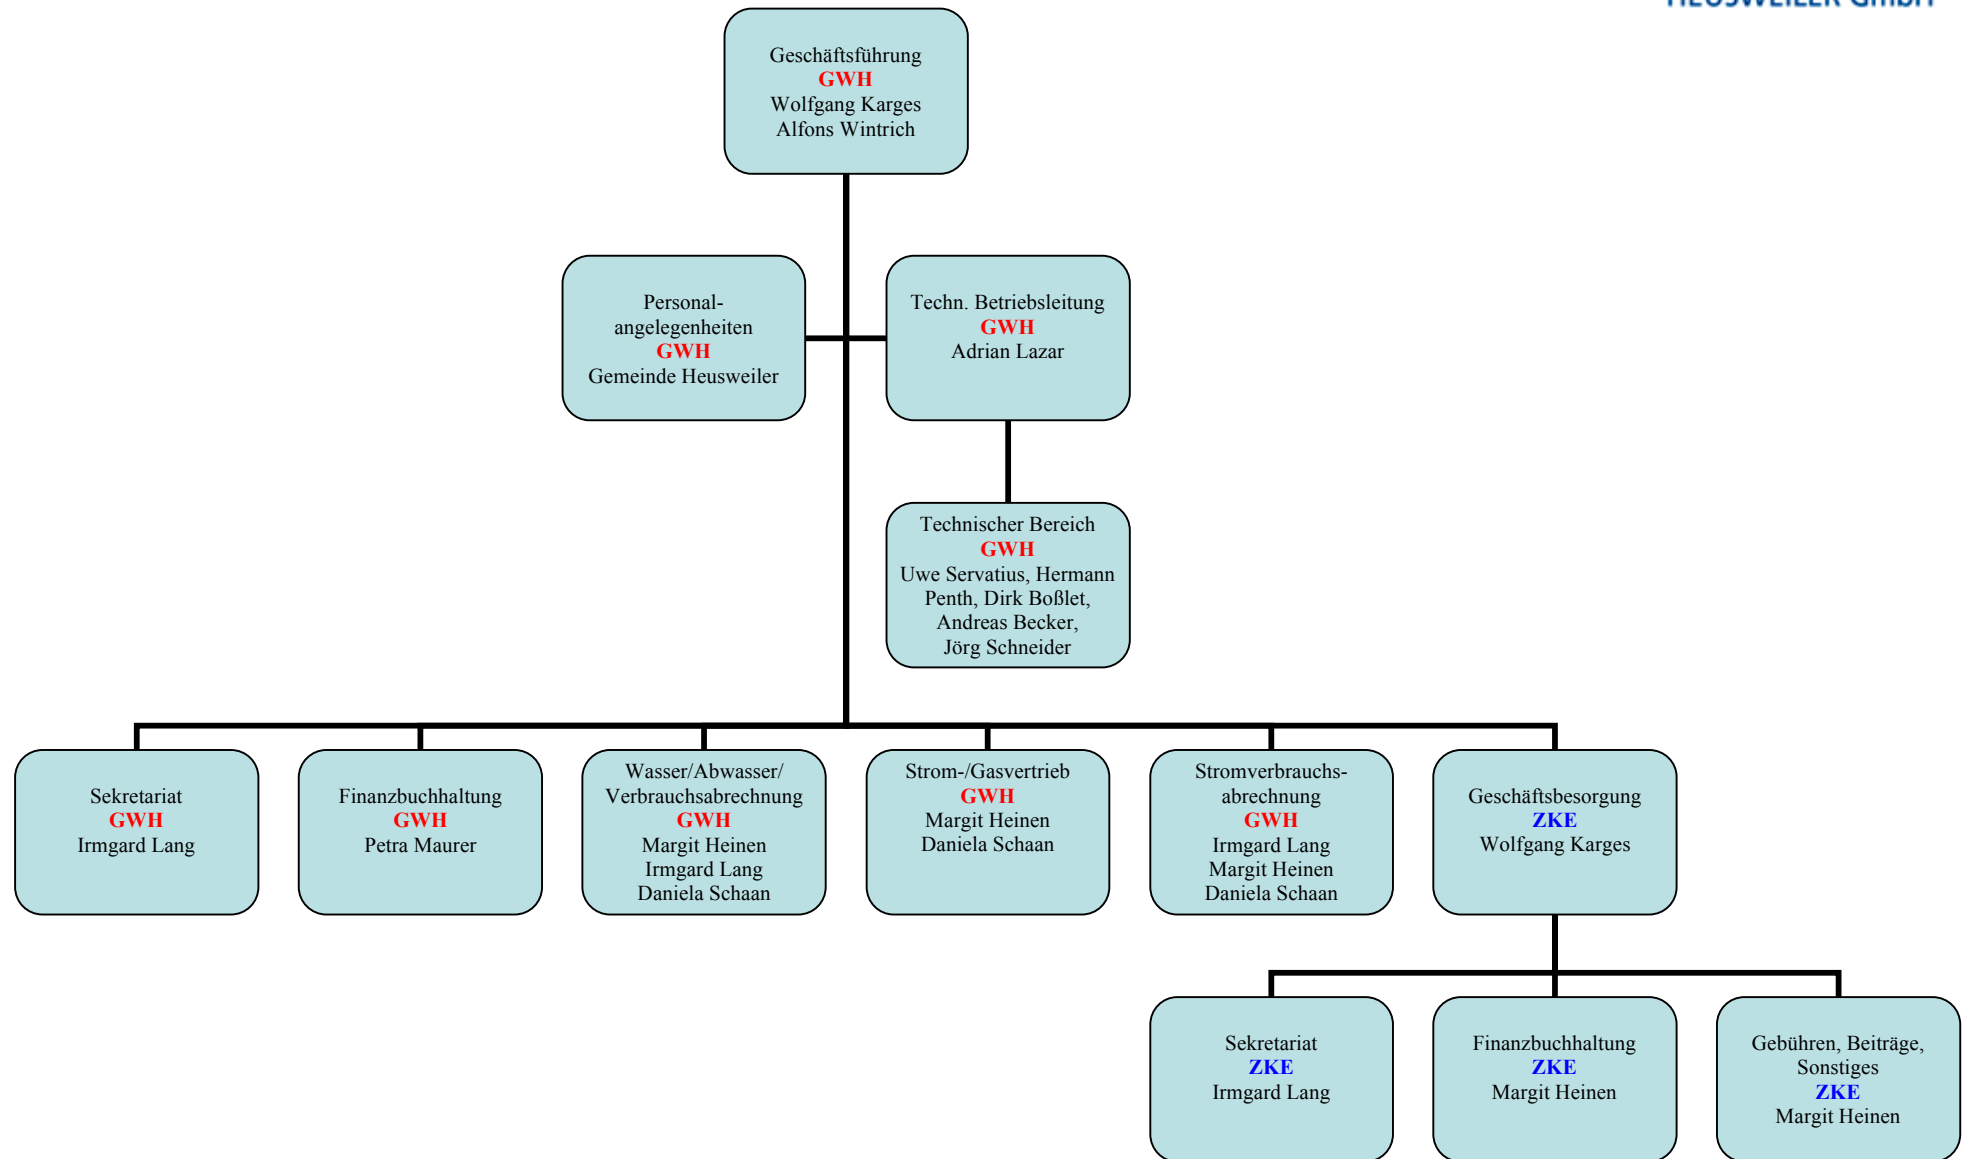 HEUSWEILER GmbH
Geschäftsführung
GWH
Wolfgang Karges
Alfons Wintrich
Personal-
angelegenheiten
GWH
Gemeinde Heusweiler
Techn. Betriebsleitung
GWH
Adrian Lazar
Technischer Bereich
GWH
Uwe Servatius, Hermann
Penth, Dirk Boßlet,
Andreas Becker,
Jörg Schneider
Sekretariat
GWH
Irmgard Lang
Finanzbuchhaltung
GWH
Petra Maurer
Wasser/Abwasser/
Verbrauchsabrechnung
GWH
Margit Heinen
Irmgard Lang
Daniela Schaan
Strom-/Gasvertrieb
GWH
Margit Heinen
Daniela Schaan
Stromverbrauchs-
abrechnung
GWH
Irmgard Lang
Margit Heinen
Daniela Schaan
Geschäftsbesorgung
ZKE
Wolfgang Karges
Sekretariat
ZKE
Irmgard Lang
Finanzbuchhaltung
ZKE
Margit Heinen
Gebühren, Beiträge,
Sonstiges
ZKE
Margit Heinen